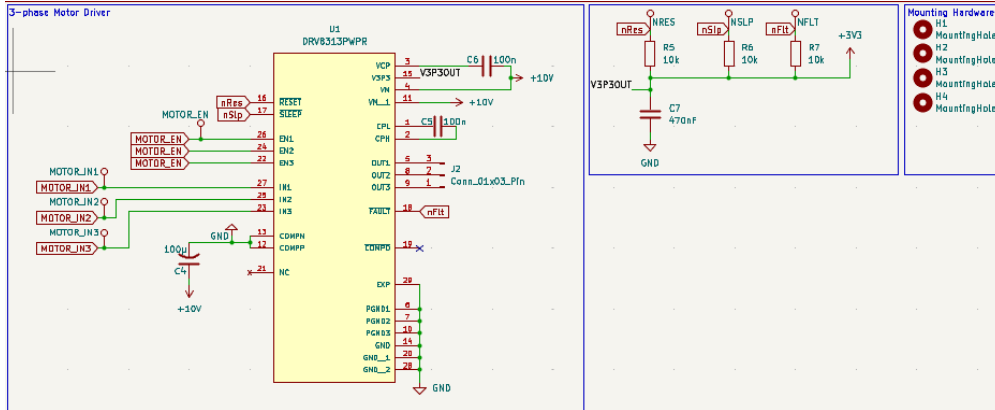 3-phase Motor Driver
U1
DRV8313PWPR
nRes 16 RESET
nSlp 17 SLEEP
MOTOR_EN
MOTOR_EN 26 EN1
MOTOR_EN 24 EN2
MOTOR_EN 22 EN3
MOTOR_IN1
MOTOR_IN1 27 IN1
MOTOR_IN2 25 IN2
MOTOR_IN2 23 IN3
MOTOR_IN3
MOTOR_IN3
GND 13 COMPN
12 COMPP
100µ
C4
+10V
21 NC
VCP 3 C6 100n
V3P3 15 V3P3OUT
VM 4 +10V
VM_1 11 +10V
CPL 1 C5 100n
CPH 2
OUT1 5 3
OUT2 8 2
OUT3 9 1
J2
Conn_01x03_Pin
FAULT 18 nFlt
COMPO 19
EXP 29
PGND1 6
PGND2 7
PGND3 10
GND 14
GND_1 20
GND_2 28
GND
NRES NSLP NFLT
nRes nSlp nFlt
+3V3
R5 R6 R7
10k 10k 10k
V3P3OUT
C7
470nF
GND
Mounting Hardware
H1
MountingHole
H2
MountingHole
H3
MountingHole
H4
MountingHole